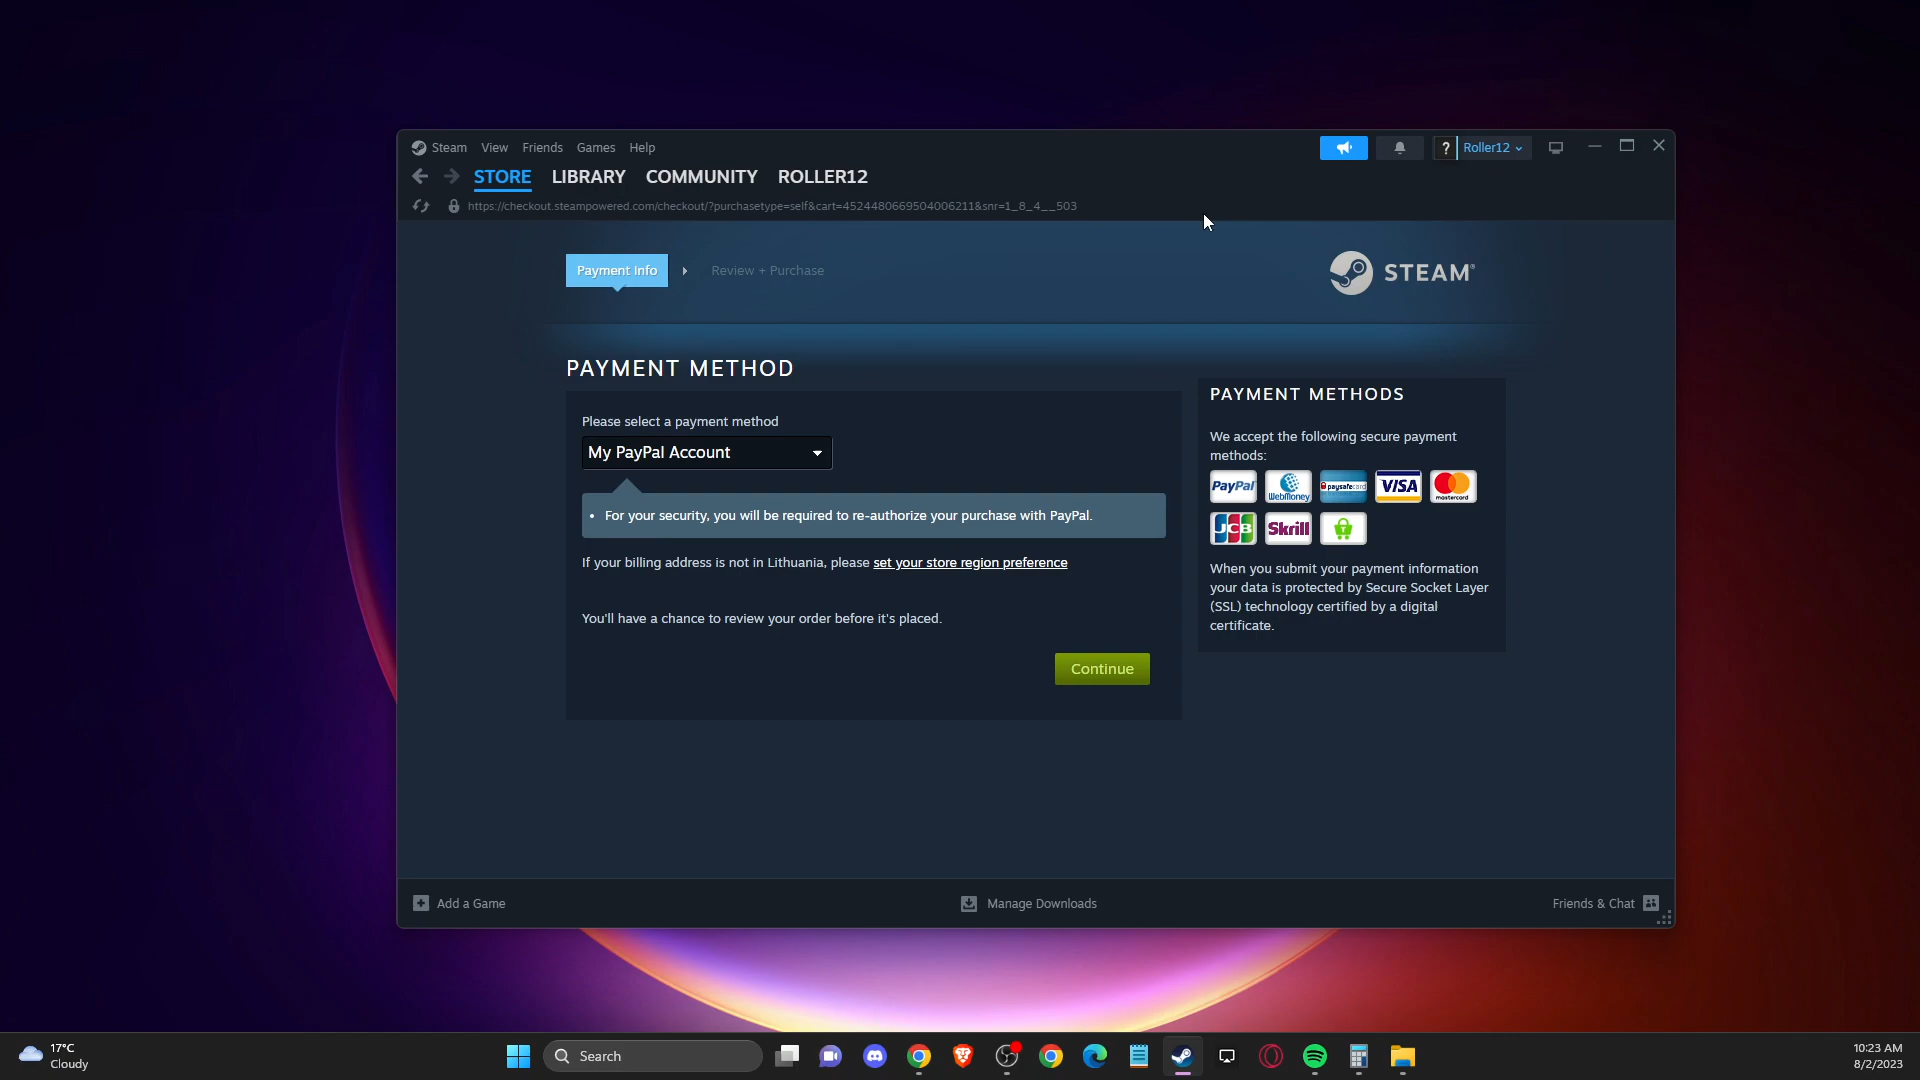 Steam View Friends Games Help
? Roller12
STORE LIBRARY COMMUNITY ROLLER12
https://checkout.steampowered.com/checkout/?purchasetype=self&cart=4524480669504006211&snr=1_8_4__503
Payment Info
Review + Purchase
STEAM®
PAYMENT METHOD
Please select a payment method
My PayPal Account
• For your security, you will be required to re-authorize your purchase with PayPal.
If your billing address is not in Lithuania, please set your store region preference
You'll have a chance to review your order before it's placed.
Continue
PAYMENT METHODS
We accept the following secure payment
methods:
PayPal WebMoney paysafecard VISA mastercard
JCB Skrill
When you submit your payment information
your data is protected by Secure Socket Layer
(SSL) technology certified by a digital
certificate.
Add a Game
Manage Downloads
Friends & Chat
17°C
Cloudy
Search
10:23 AM
8/2/2023